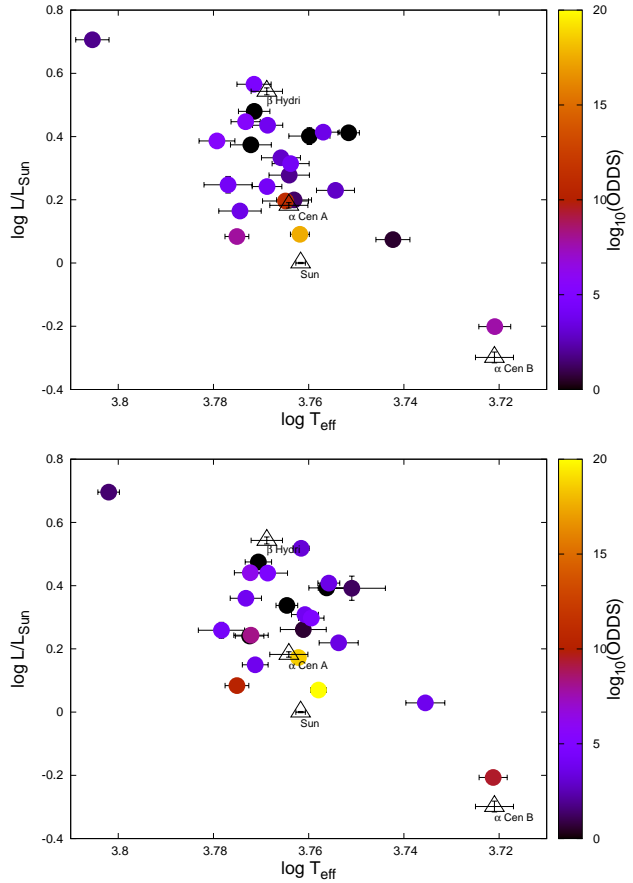 0.8
0.6
0.4
0.2
0
-0.2
-0.4
3.8
3.78
3.76
3.74
3.72
log L/L_Sun
log T_eff
β Hydri
α Cen A
Sun
α Cen B
20
15
10
5
0
log_10(ODDS)
0.8
0.6
0.4
0.2
0
-0.2
-0.4
3.8
3.78
3.76
3.74
3.72
log L/L_Sun
log T_eff
β Hydri
α Cen A
Sun
α Cen B
20
15
10
5
0
log_10(ODDS)